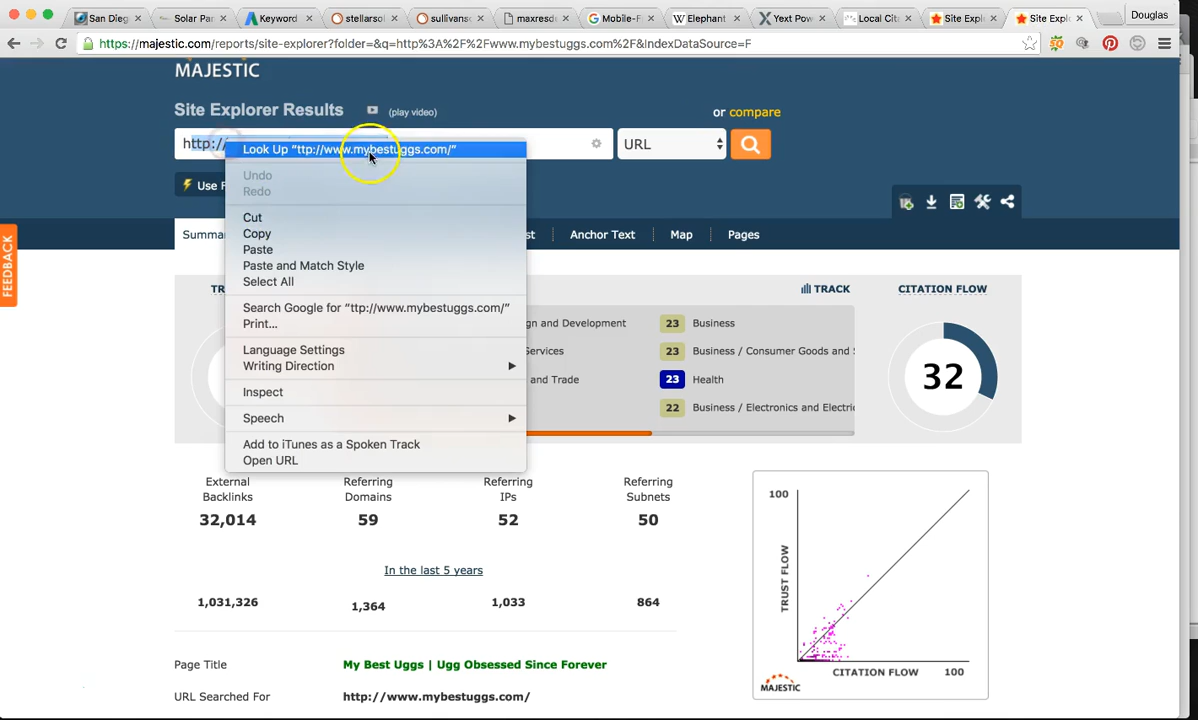 San Dieg
Solar Pa
Keyword
stellarsol
sullivans
maxresdu
Mobile-F
Elephant
Yext Pow
Local Cit
Site Expl
Site Expl
Douglas
https://majestic.com/reports/site-explorer?folder=&q=http%3A%2F%2Fwww.mybestuggs.com%2F&IndexDataSource=F
MAJESTIC
Site Explorer Results
(play video)
or compare
http://
URL
Look Up "ttp://www.mybestuggs.com/"
Undo
Redo
Cut
Copy
Paste
Paste and Match Style
Select All
Search Google for "ttp://www.mybestuggs.com/"
Print...
Language Settings
Writing Direction
Inspect
Speech
Add to iTunes as a Spoken Track
Open URL
Use F
Summa
st
Anchor Text
Map
Pages
FEEDBACK
TR
TRACK
CITATION FLOW
gn and Development
23 Business
Services
23 Business / Consumer Goods and S
and Trade
23 Health
22 Business / Electronics and Electric
32
External Backlinks
Referring Domains
Referring IPs
Referring Subnets
32,014
59
52
50
In the last 5 years
1,031,326
1,364
1,033
864
100
TRUST FLOW
CITATION FLOW
100
MAJESTIC
Page Title
My Best Uggs | Ugg Obsessed Since Forever
URL Searched For
http://www.mybestuggs.com/